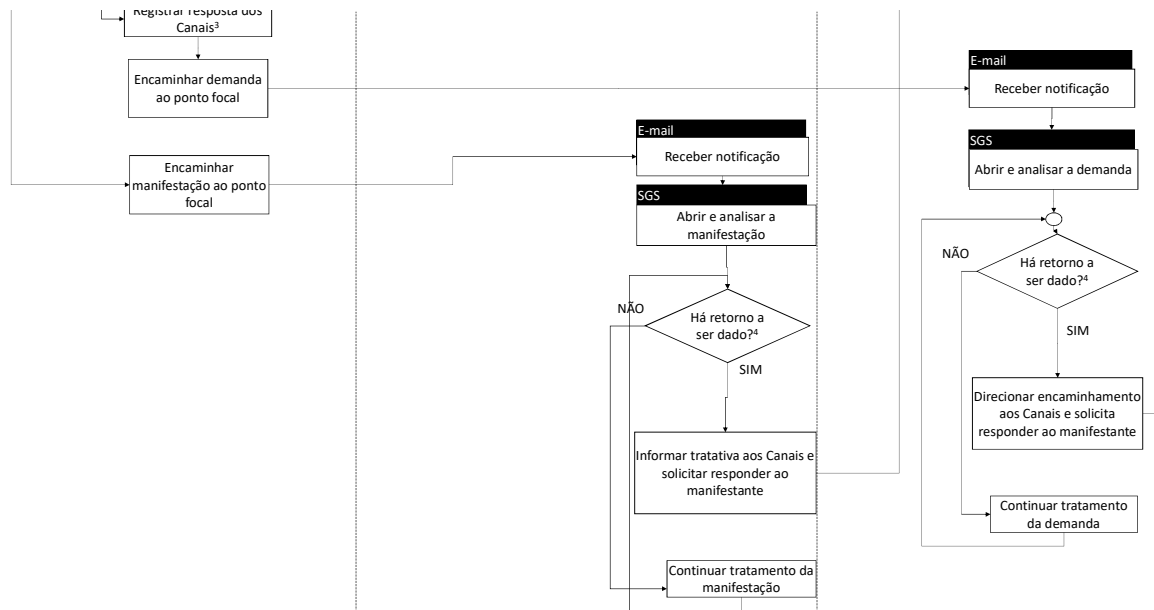 Registrar resposta dos
Canais³
Encaminhar demanda
ao ponto focal
E-mail
Receber notificação
SGS
Abrir e analisar a demanda
E-mail
Receber notificação
Encaminhar
manifestação ao ponto
focal
SGS
Abrir e analisar a
manifestação
NÃO
Há retorno a
ser dado?⁴
SIM
NÃO
Há retorno a
ser dado?⁴
SIM
Direcionar encaminhamento
aos Canais e solicita
responder ao manifestante
Informar tratativa aos Canais e
solicitar responder ao
manifestante
Continuar tratamento
da demanda
Continuar tratamento da
manifestação